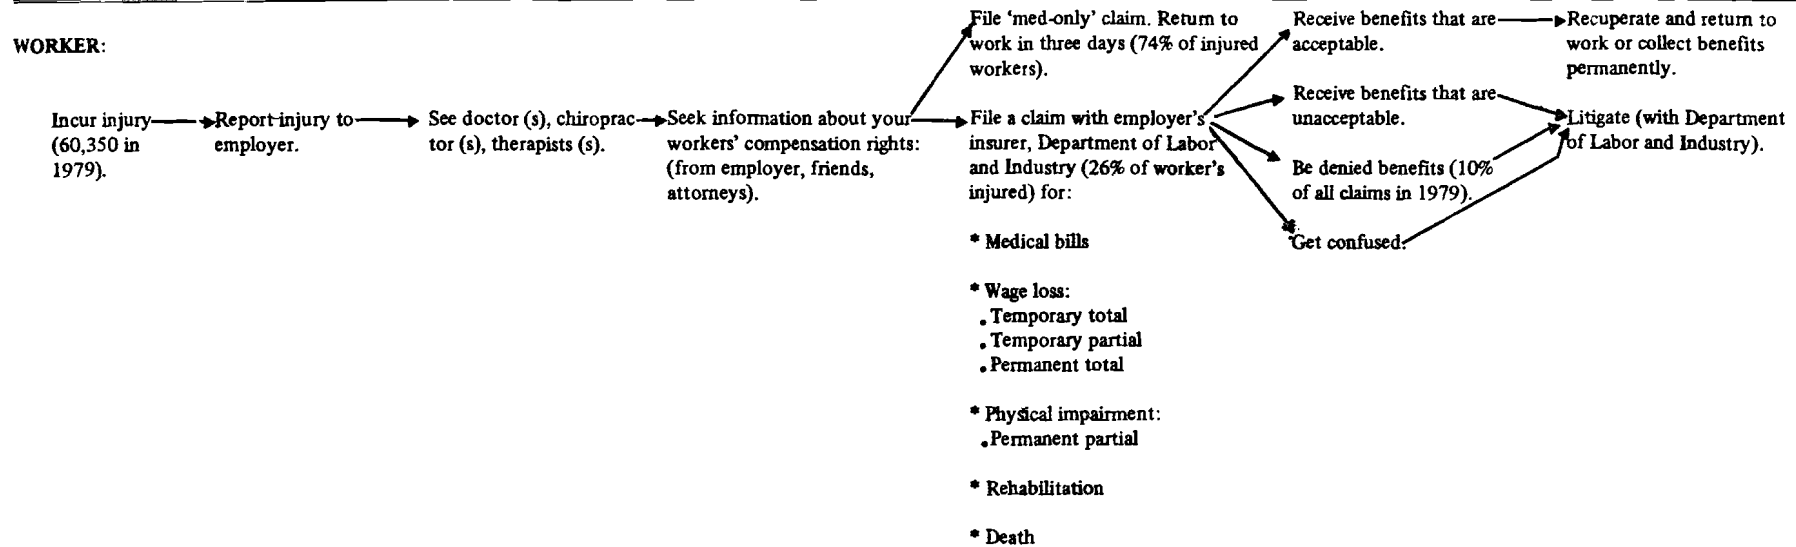 WORKER:
Incur injury
(60,350 in
1979).
Report injury to
employer.
See doctor (s), chiroprac-
tor (s), therapists (s).
Seek information about your
workers' compensation rights:
(from employer, friends,
attorneys).
File 'med-only' claim. Return to
work in three days (74% of injured
workers).
File a claim with employer's
insurer, Department of Labor
and Industry (26% of worker's
injured) for:
* Medical bills
* Wage loss:
. Temporary total
. Temporary partial
. Permanent total
* Physical impairment:
. Permanent partial
* Rehabilitation
* Death
Receive benefits that are
acceptable.
Receive benefits that are
unacceptable.
Be denied benefits (10%
of all claims in 1979).
Get confused.
Recuperate and return to
work or collect benefits
permanently.
Litigate (with Department
of Labor and Industry).